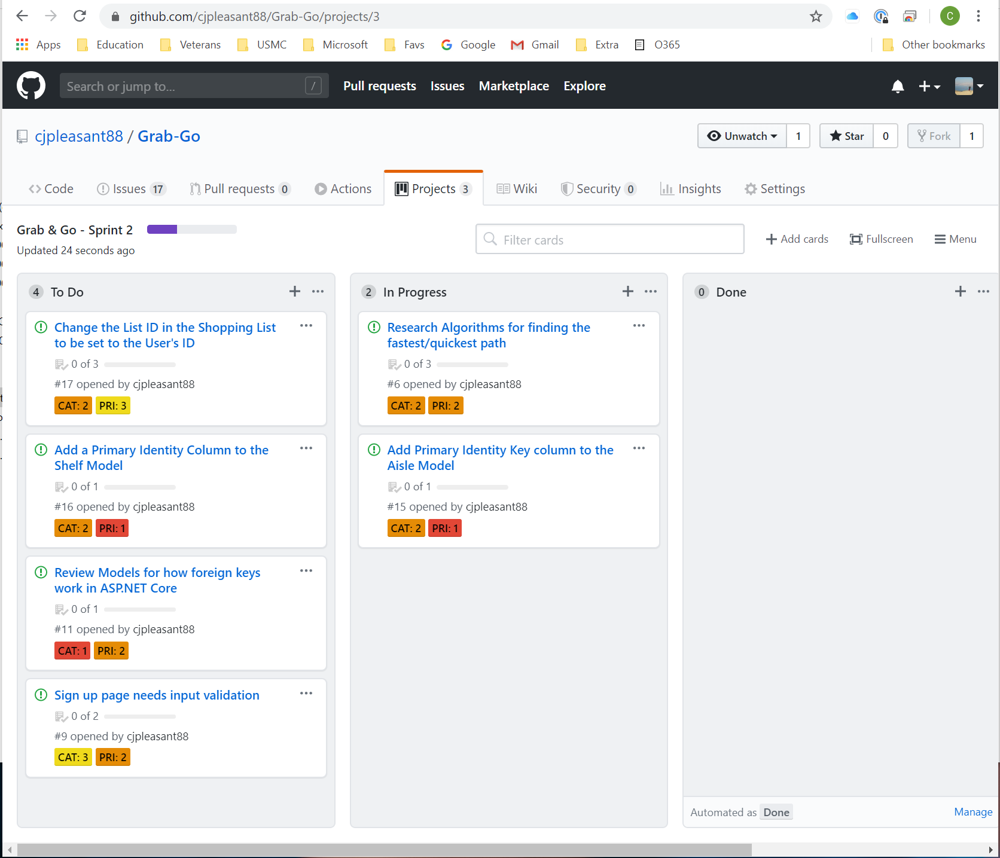 github.com/cjpleasant88/Grab-Go/projects/3
C
Apps Education Veterans USMC Microsoft Favs Google Gmail Extra O365 Other bookmarks
Search or jump to... / Pull requests Issues Marketplace Explore
cjpleasant88 / Grab-Go Unwatch 1 Star 0 Fork 1
Code Issues 17 Pull requests 0 Actions Projects 3 Wiki Security 0 Insights Settings
Grab & Go - Sprint 2
Updated 24 seconds ago
Filter cards Add cards Fullscreen Menu
4 To Do
Change the List ID in the Shopping List
to be set to the User's ID
0 of 3
#17 opened by cjpleasant88
CAT: 2 PRI: 3
Add a Primary Identity Column to the
Shelf Model
0 of 1
#16 opened by cjpleasant88
CAT: 2 PRI: 1
Review Models for how foreign keys
work in ASP.NET Core
0 of 1
#11 opened by cjpleasant88
CAT: 1 PRI: 2
Sign up page needs input validation
0 of 2
#9 opened by cjpleasant88
CAT: 3 PRI: 2
2 In Progress
Research Algorithms for finding the
fastest/quickest path
0 of 3
#6 opened by cjpleasant88
CAT: 2 PRI: 2
Add Primary Identity Key column to the
Aisle Model
0 of 1
#15 opened by cjpleasant88
CAT: 2 PRI: 1
0 Done
Automated as Done Manage